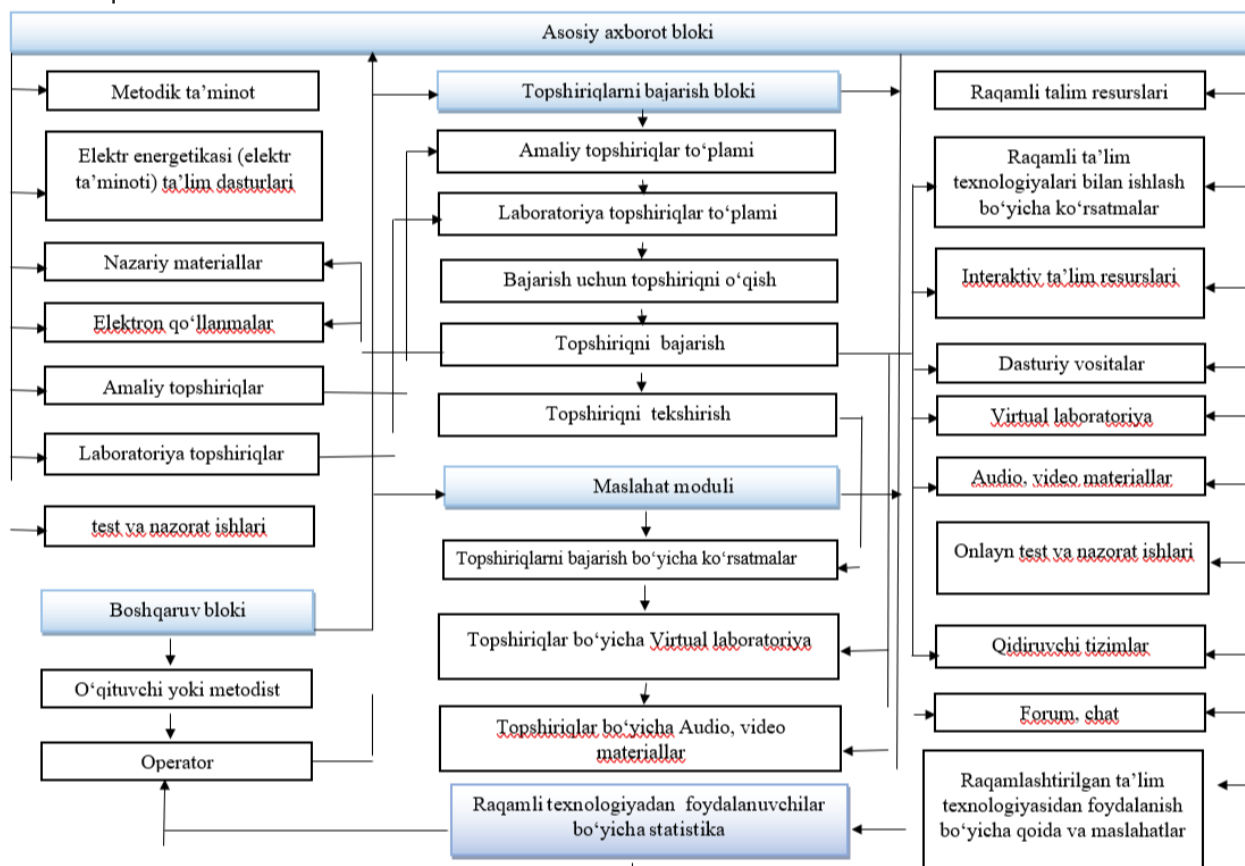 Asosiy axborot bloki
Metodik ta’minot
Elektr energetikasi (elektr
ta’minoti) ta’lim dasturlari
Nazariy materiallar
Elektron qo‘llanmalar
Amaliy topshiriqlar
Laboratoriya topshiriqlar
test va nazorat ishlari
Boshqaruv bloki
O‘qituvchi yoki metodist
Operator
Topshiriqlarni bajarish bloki
Amaliy topshiriqlar to‘plami
Laboratoriya topshiriqlar to‘plami
Bajarish uchun topshiriqni o‘qish
Topshiriqni bajarish
Topshiriqni tekshirish
Maslahat moduli
Topshiriqlarni bajarish bo‘yicha ko‘rsatmalar
Topshiriqlar bo‘yicha Virtual laboratoriya
Topshiriqlar bo‘yicha Audio, video
materiallar
Raqamli texnologiyadan foydalanuvchilar
bo‘yicha statistika
Raqamli talim resurslari
Raqamli ta’lim
texnologiyalari bilan ishlash
bo‘yicha ko‘rsatmalar
Interaktiv ta’lim resurslari
Dasturiy vositalar
Virtual laboratoriya
Audio, video materiallar
Onlayn test va nazorat ishlari
Qidiruvchi tizimlar
Forum, chat
Raqamlashtirilgan ta’lim
texnologiyasidan foydalanish
bo‘yicha qoida va maslahatlar